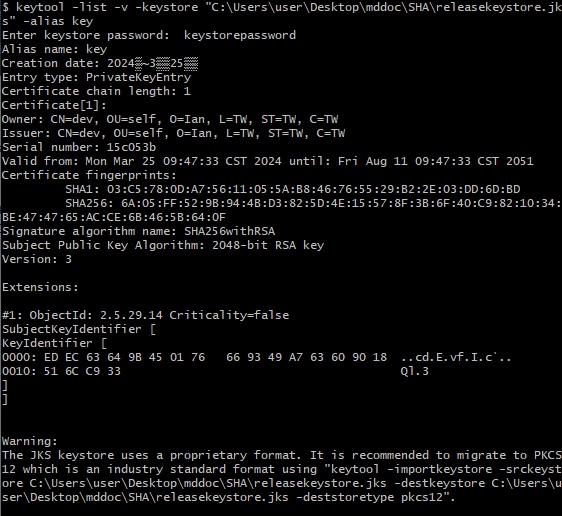 $ keytool -list -v -keystore "C:\Users\user\Desktop\mddoc\SHA\releasekeystore.jk
s" -alias key
Enter keystore password:  keystorepassword
Alias name: key
Creation date: 2024▒~3▒▒25▒▒
Entry type: PrivateKeyEntry
Certificate chain length: 1
Certificate[1]:
Owner: CN=dev, OU=self, O=Ian, L=TW, ST=TW, C=TW
Issuer: CN=dev, OU=self, O=Ian, L=TW, ST=TW, C=TW
Serial number: 15c053b
Valid from: Mon Mar 25 09:47:33 CST 2024 until: Fri Aug 11 09:47:33 CST 2051
Certificate fingerprints:
         SHA1: 03:C5:78:0D:A7:56:11:05:5A:B8:46:76:55:29:B2:2E:03:DD:6D:BD
         SHA256: 6A:05:FF:52:9B:94:4B:D3:82:5D:4E:15:57:8F:3B:6F:40:C9:82:10:34:
BE:47:47:65:AC:CE:6B:46:5B:64:0F
Signature algorithm name: SHA256withRSA
Subject Public Key Algorithm: 2048-bit RSA key
Version: 3
Extensions:
#1: ObjectId: 2.5.29.14 Criticality=false
SubjectKeyIdentifier [
KeyIdentifier [
0000: ED EC 63 64 9B 45 01 76   66 93 49 A7 63 60 90 18  ..cd.E.vf.I.c`..
0010: 51 6C C9 33                                        Ql.3
]
]
Warning:
The JKS keystore uses a proprietary format. It is recommended to migrate to PKCS
12 which is an industry standard format using "keytool -importkeystore -srckeyst
ore C:\Users\user\Desktop\mddoc\SHA\releasekeystore.jks -destkeystore C:\Users\u
ser\Desktop\mddoc\SHA\releasekeystore.jks -deststoretype pkcs12".